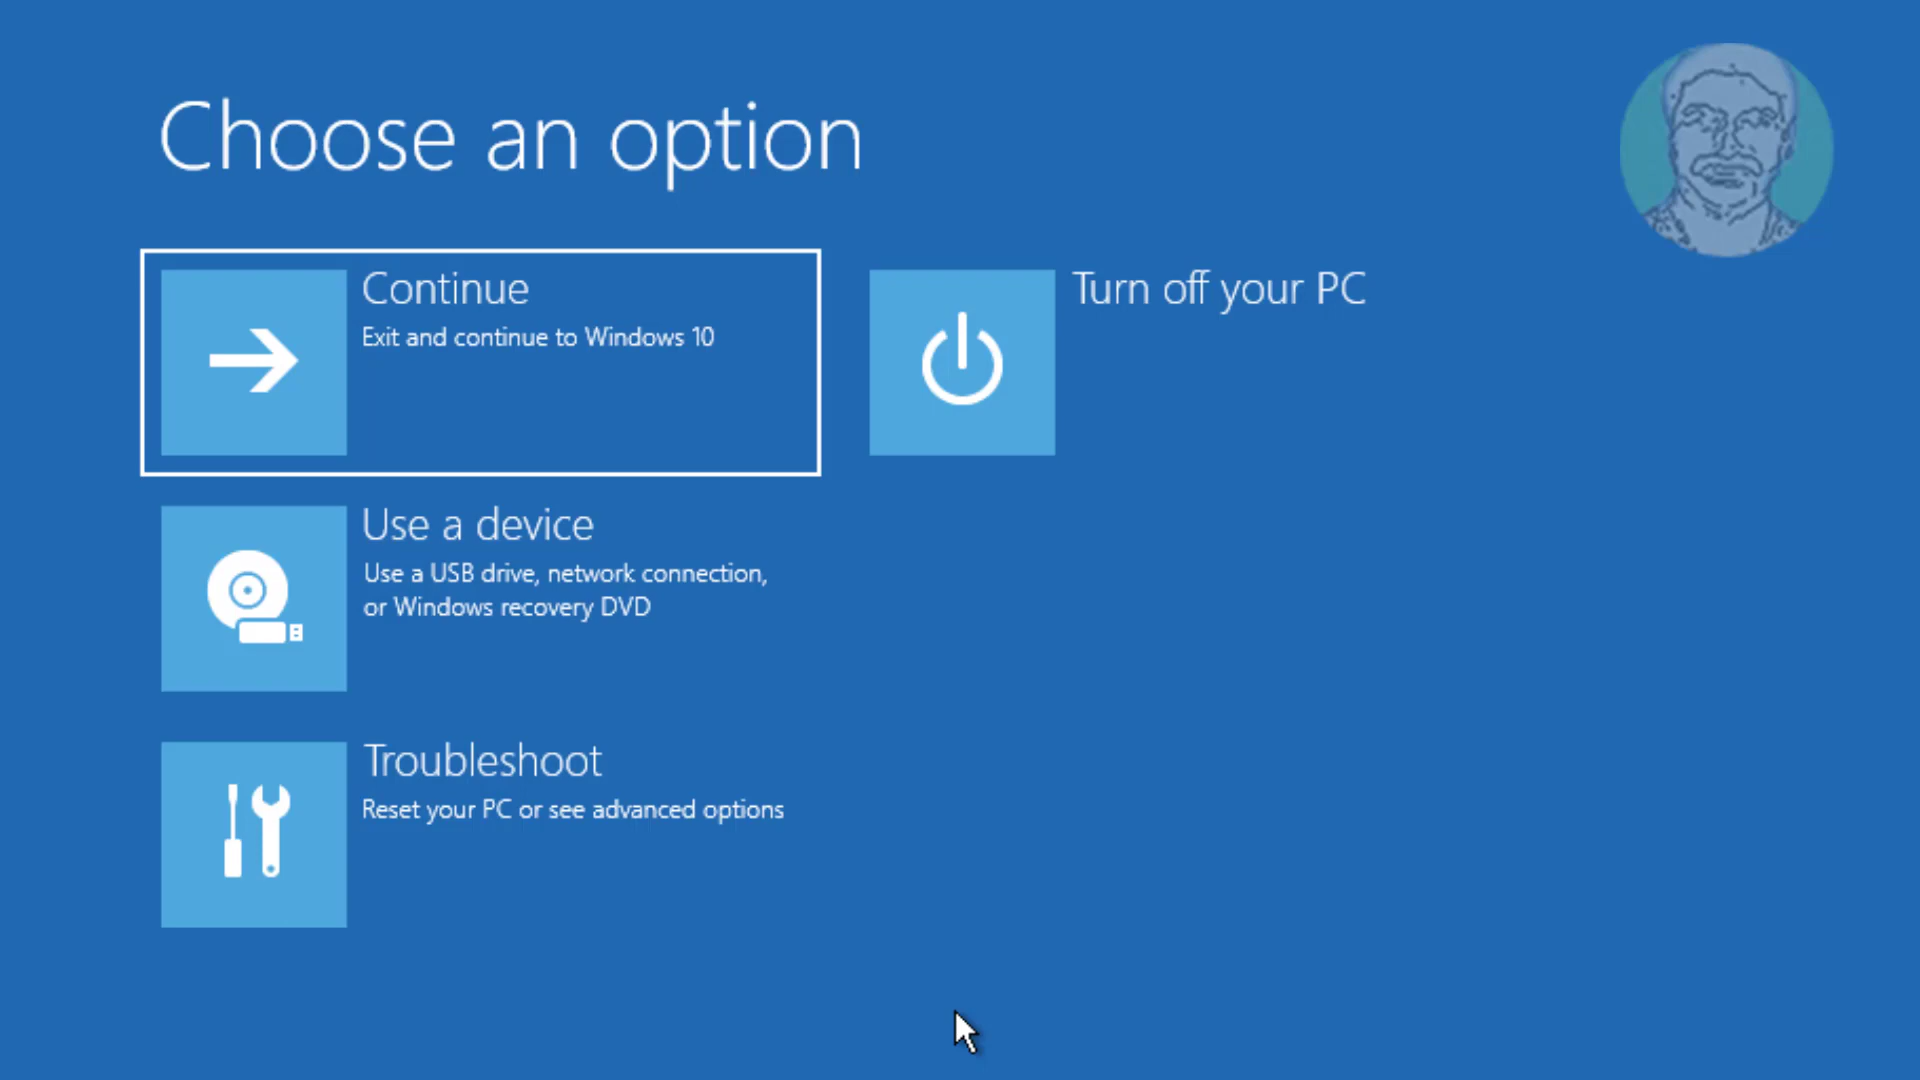 Choose an option
Continue
Exit and continue to Windows 10
Turn off your PC
Use a device
Use a USB drive, network connection,
or Windows recovery DVD
Troubleshoot
Reset your PC or see advanced options